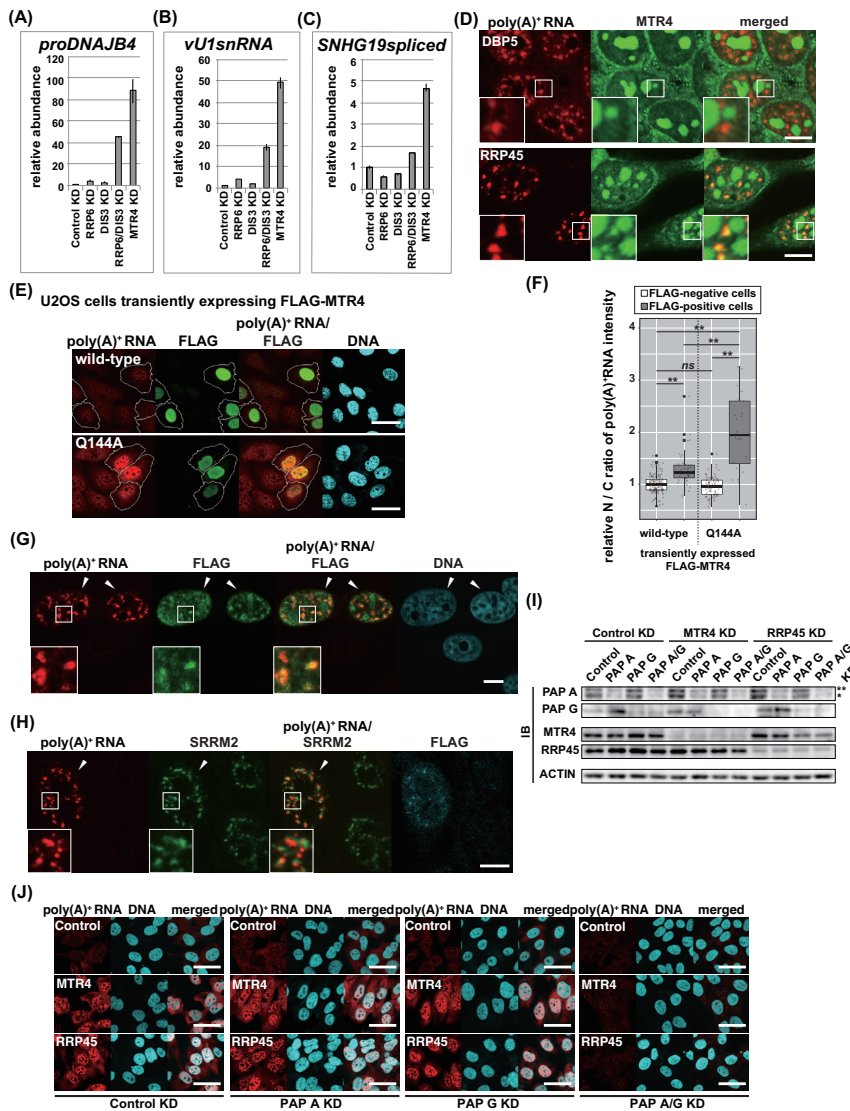 (A)
proDNAJB4
relative abundance
120
100
80
60
40
20
0
Control KD
RRP6 KD
DIS3 KD
RRP6/DIS3 KD
MTR4 KD
(B)
vU1snRNA
relative abundance
60
50
40
30
20
10
0
Control KD
RRP6 KD
DIS3 KD
RRP6/DIS3 KD
MTR4 KD
(C)
SNHG19spliced
relative abundance
6
5
4
3
2
1
0
Control KD
RRP6 KD
DIS3 KD
RRP6/DIS3 KD
MTR4 KD
(D)
poly(A)+ RNA MTR4 merged
DBP5
RRP45
(E)
U2OS cells transiently expressing FLAG-MTR4
poly(A)+ RNA FLAG poly(A)+ RNA/ FLAG DNA
wild-type
Q144A
(F)
FLAG-negative cells
FLAG-positive cells
relative N / C ratio of poly(A)+RNA intensity
4
3
2
1
**
**
ns
**
**
wild-type Q144A
transiently expressed
FLAG-MTR4
(G)
poly(A)+ RNA FLAG poly(A)+ RNA/ FLAG DNA
(H)
poly(A)+ RNA SRRM2 poly(A)+ RNA/ SRRM2 FLAG
(I)
Control KD MTR4 KD RRP45 KD
Control PAP A PAP G PAP A/G Control PAP A PAP G PAP A/G Control PAP A PAP G PAP A/G
PAP A **
*
PAP G
IB
MTR4
RRP45
ACTIN
(J)
poly(A)+ RNA DNA merged poly(A)+ RNA DNA merged poly(A)+ RNA DNA merged poly(A)+ RNA DNA merged
Control Control Control Control
MTR4 MTR4 MTR4 MTR4
RRP45 RRP45 RRP45 RRP45
Control KD PAP A KD PAP G KD PAP A/G KD